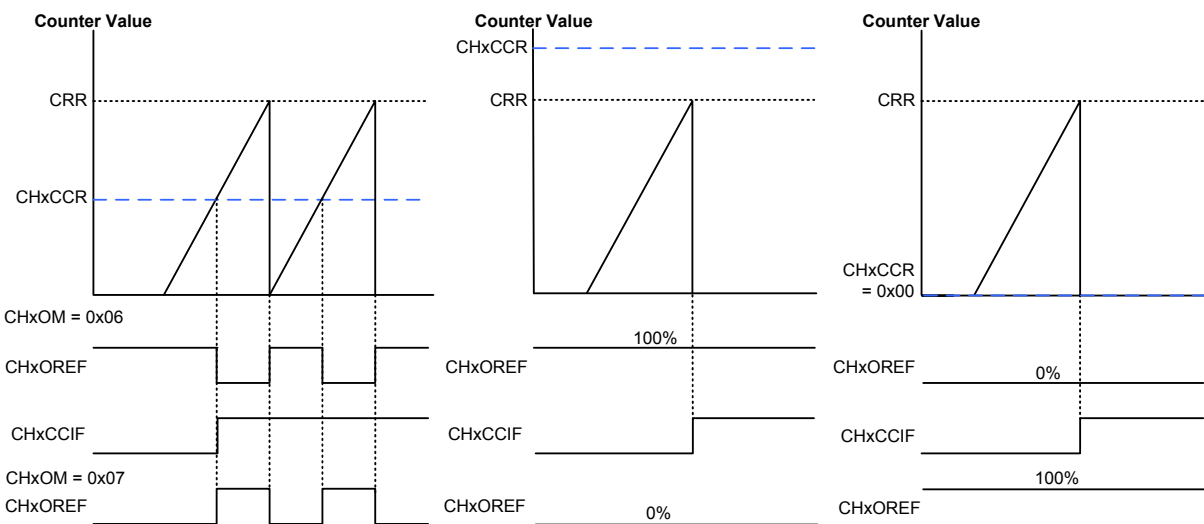 Counter Value
CRR
CHxCCR
CHxOM = 0x06
CHxOREF
CHxCCIF
CHxOM = 0x07
CHxOREF
Counter Value
CHxCCR
CRR
100%
CHxOREF
CHxCCIF
CHxOREF
0%
Counter Value
CRR
CHxCCR
= 0x00
CHxOREF
0%
CHxCCIF
100%
CHxOREF